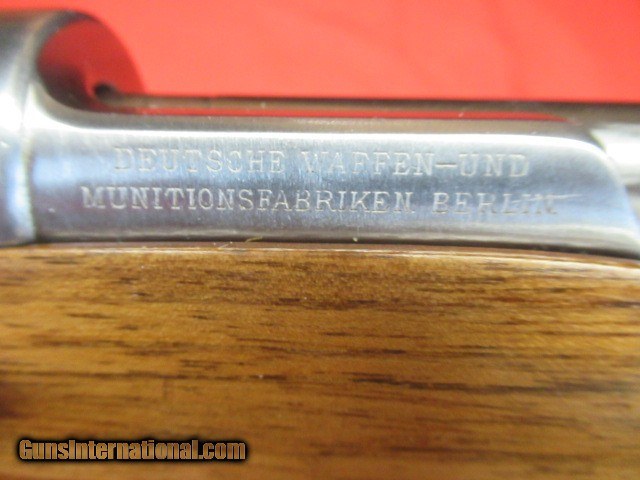 DEUTSCHE WAFFEN-UND
MUNITIONSFABRIKEN BERLIN
GunsInternational.com